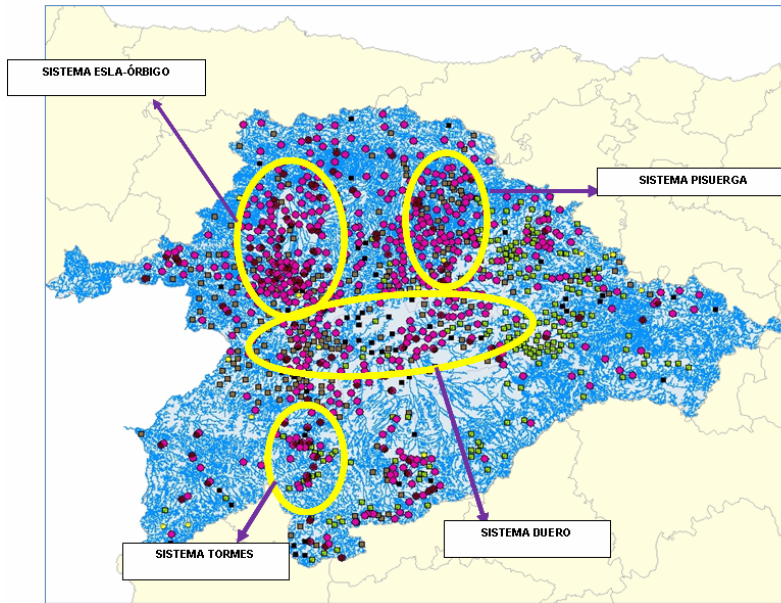 SISTEMA ESLA-ÓRBIGO
SISTEMA PISUERGA
SISTEMA DUERO
SISTEMA TORMES